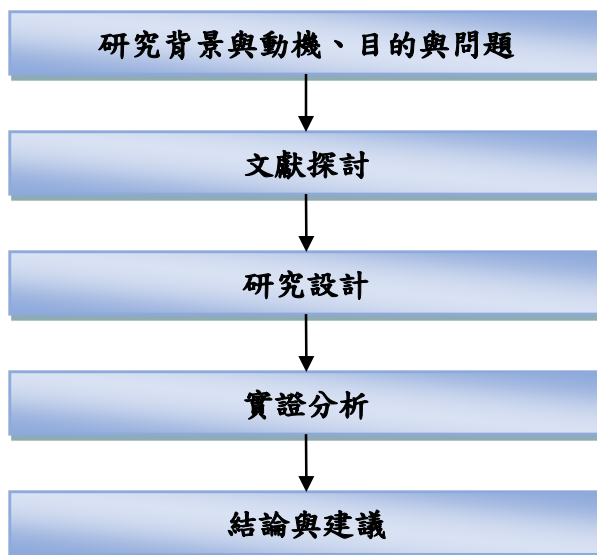 研究背景與動機、目的與問題
文獻探討
研究設計
實證分析
結論與建議